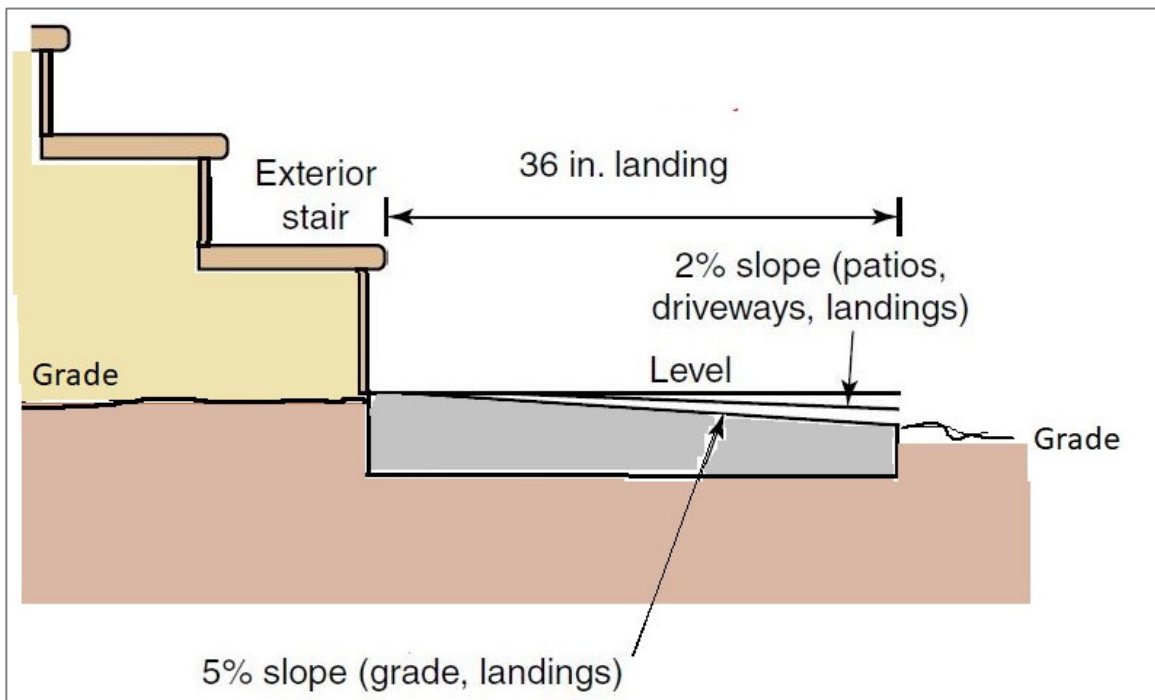 Exterior
stair
36 in. landing
2% slope (patios,
driveways, landings)
Level
Grade
Grade
5% slope (grade, landings)